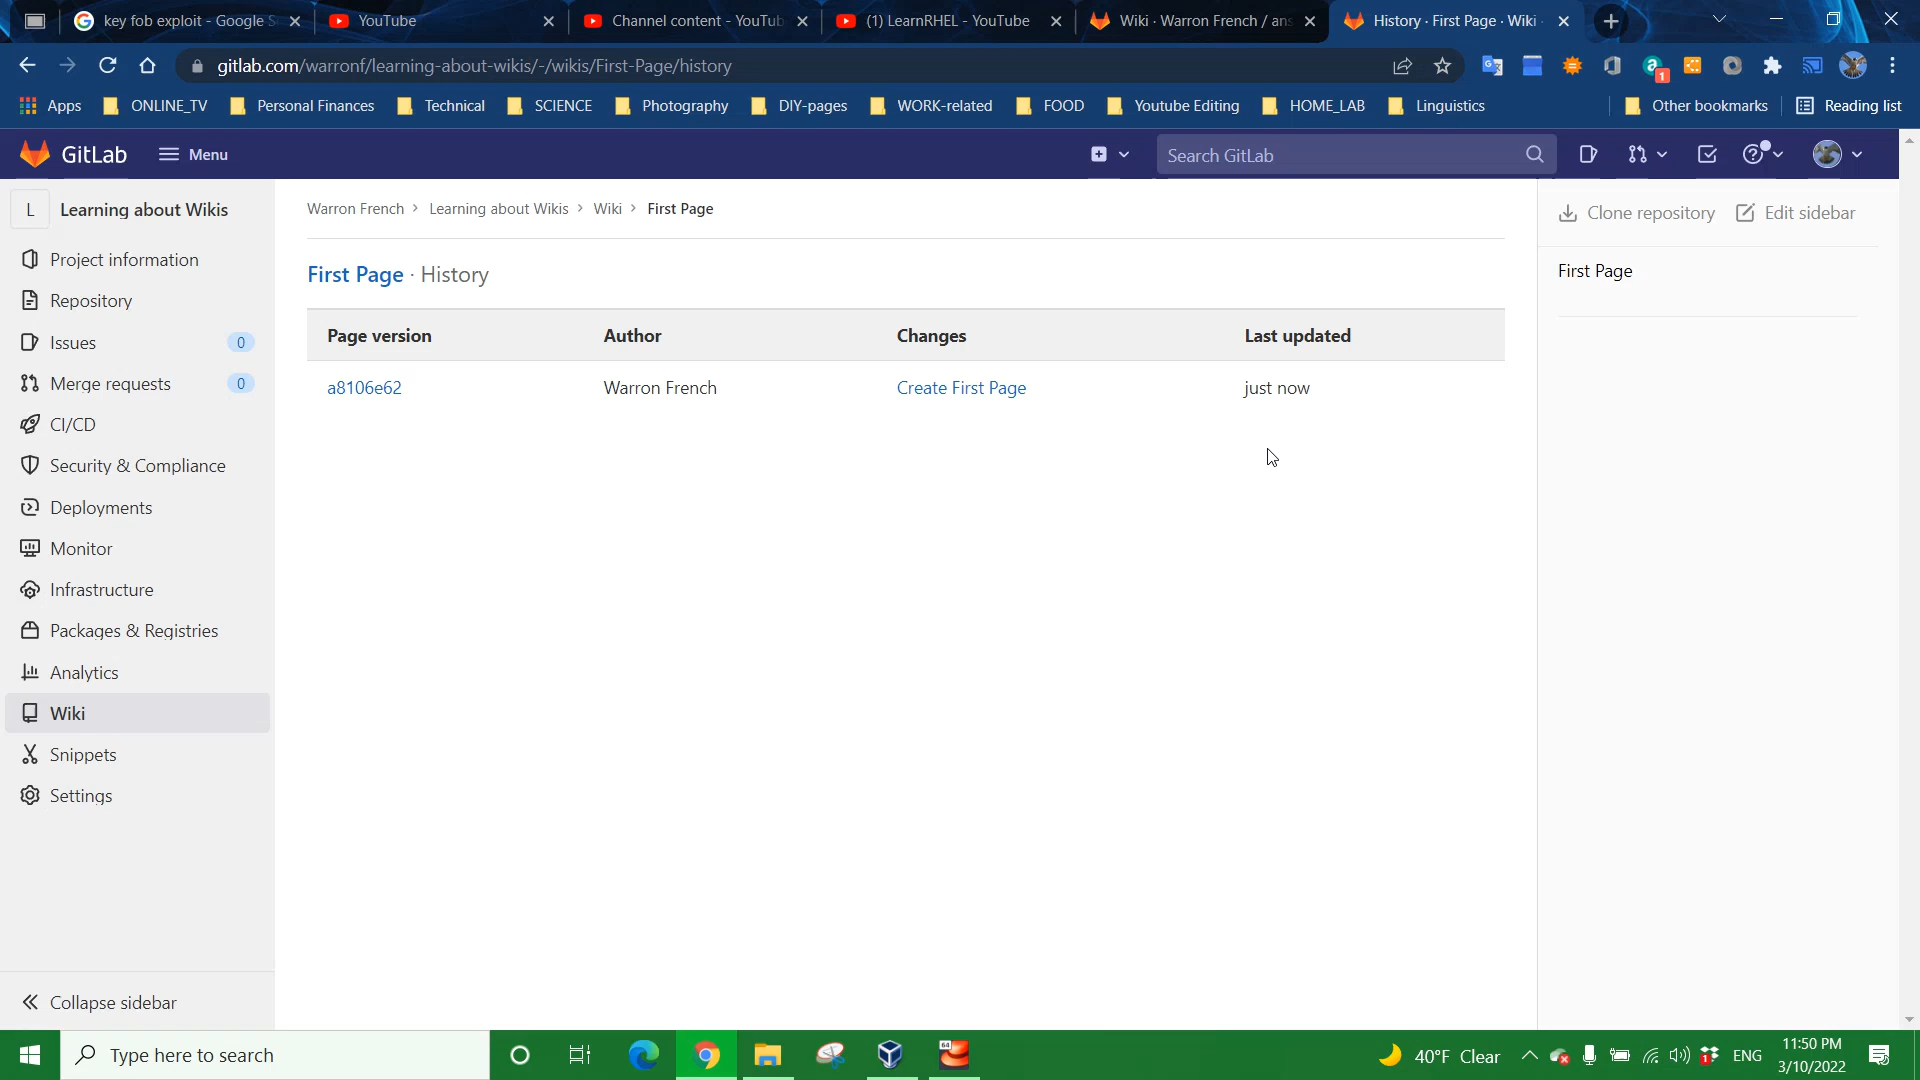 key fob exploit - Google S
YouTube
Channel content - YouTub
(1) LearnRHEL - YouTube
Wiki · Warron French / ans
History · First Page · Wiki
gitlab.com/warronf/learning-about-wikis/-/wikis/First-Page/history
1
Apps
ONLINE_TV
Personal Finances
Technical
SCIENCE
Photography
DIY-pages
WORK-related
FOOD
Youtube Editing
HOME_LAB
Linguistics
Other bookmarks
Reading list
GitLab
Menu
Search GitLab
L
Learning about Wikis
Project information
Repository
Issues
0
Merge requests
0
CI/CD
Security & Compliance
Deployments
Monitor
Infrastructure
Packages & Registries
Analytics
Wiki
Snippets
Settings
Collapse sidebar
Warron French › Learning about Wikis › Wiki › First Page
First Page · History
Page version Author Changes Last updated
a8106e62 Warron French Create First Page just now
Clone repository
Edit sidebar
First Page
Type here to search
64
40°F Clear
1
ENG
11:50 PM
3/10/2022